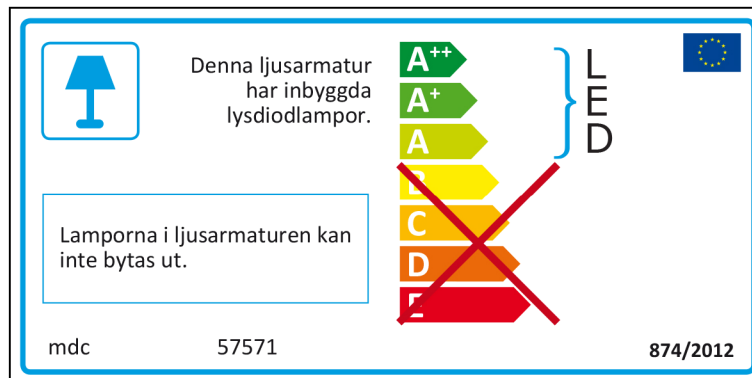 Denna ljusarmatur
har inbyggda
lysdiodlampor.
A++
A+
A
B
C
D
E
L
E
D
Lamporna i ljusarmaturen kan
inte bytas ut.
mdc 57571
874/2012